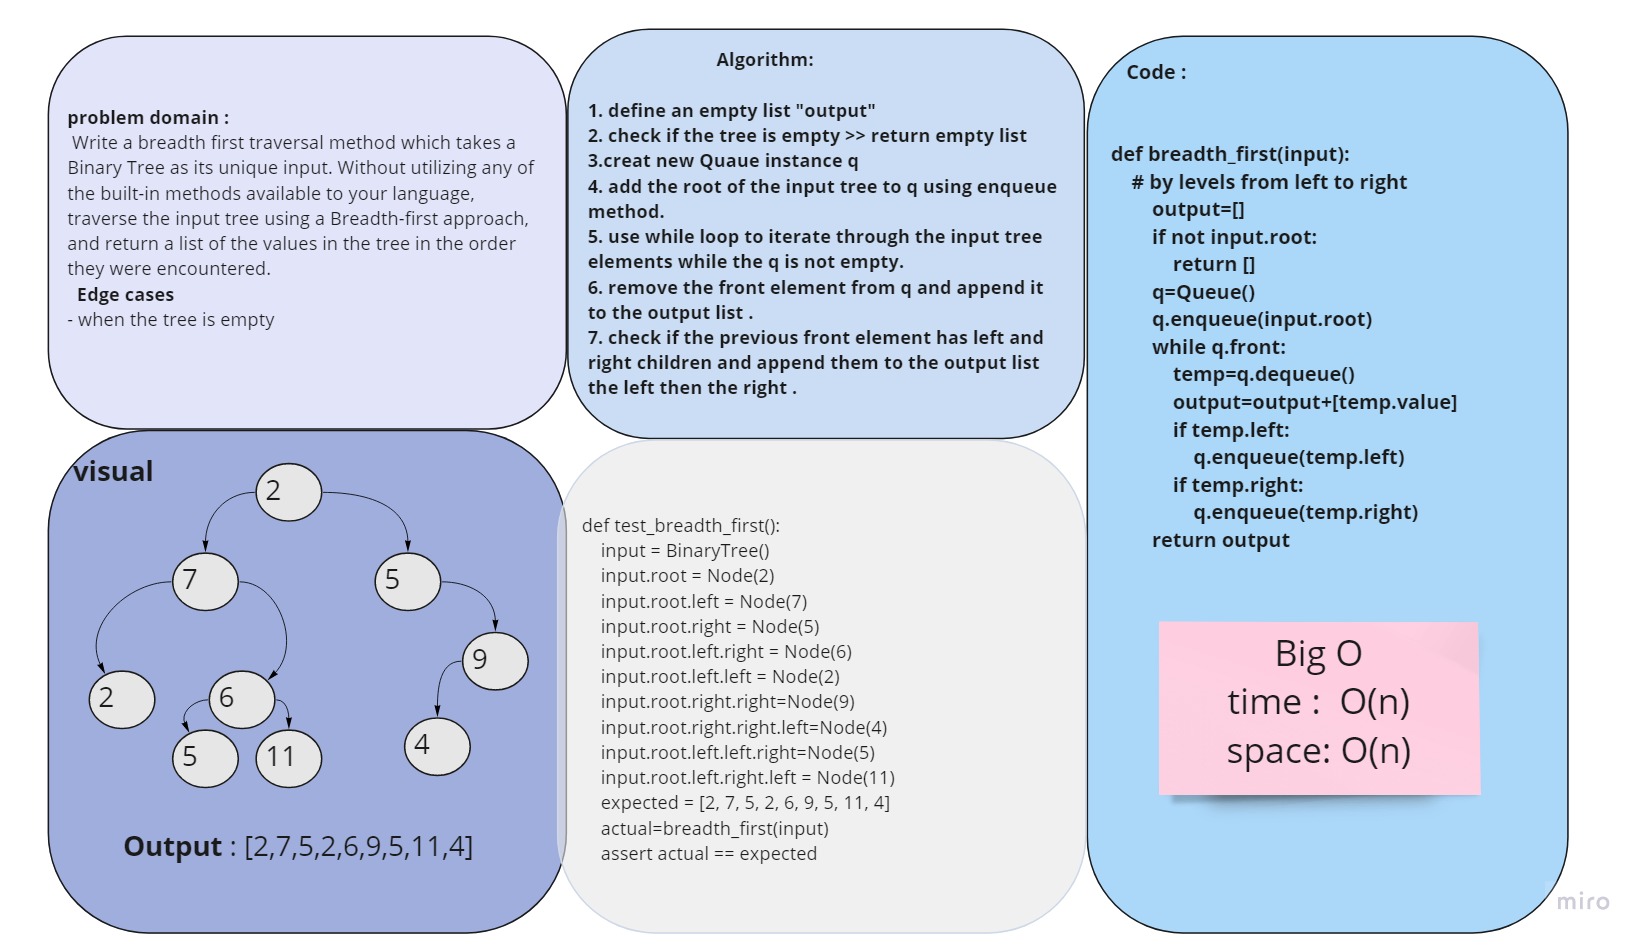 problem domain :
Write a breadth first traversal method which takes a
Binary Tree as its unique input. Without utilizing any of
the built-in methods available to your language,
traverse the input tree using a Breadth-first approach,
and return a list of the values in the tree in the order
they were encountered.
Edge cases
- when the tree is empty
Algorithm:
1. define an empty list "output"
2. check if the tree is empty >> return empty list
3.creat new Quaue instance q
4. add the root of the input tree to q using enqueue
method.
5. use while loop to iterate through the input tree
elements while the q is not empty.
6. remove the front element from q and append it
to the output list .
7. check if the previous front element has left and
right children and append them to the output list
the left then the right .
Code :
def breadth_first(input):
# by levels from left to right
output=[]
if not input.root:
return []
q=Queue()
q.enqueue(input.root)
while q.front:
temp=q.dequeue()
output=output+[temp.value]
if temp.left:
q.enqueue(temp.left)
if temp.right:
q.enqueue(temp.right)
return output
Big O
time :  O(n)
space: O(n)
visual
2
7
5
9
2
6
4
5
11
Output : [2,7,5,2,6,9,5,11,4]
def test_breadth_first():
input = BinaryTree()
input.root = Node(2)
input.root.left = Node(7)
input.root.right = Node(5)
input.root.left.right = Node(6)
input.root.left.left = Node(2)
input.root.right.right=Node(9)
input.root.right.right.left=Node(4)
input.root.left.left.right=Node(5)
input.root.left.right.left = Node(11)
expected = [2, 7, 5, 2, 6, 9, 5, 11, 4]
actual=breadth_first(input)
assert actual == expected
miro